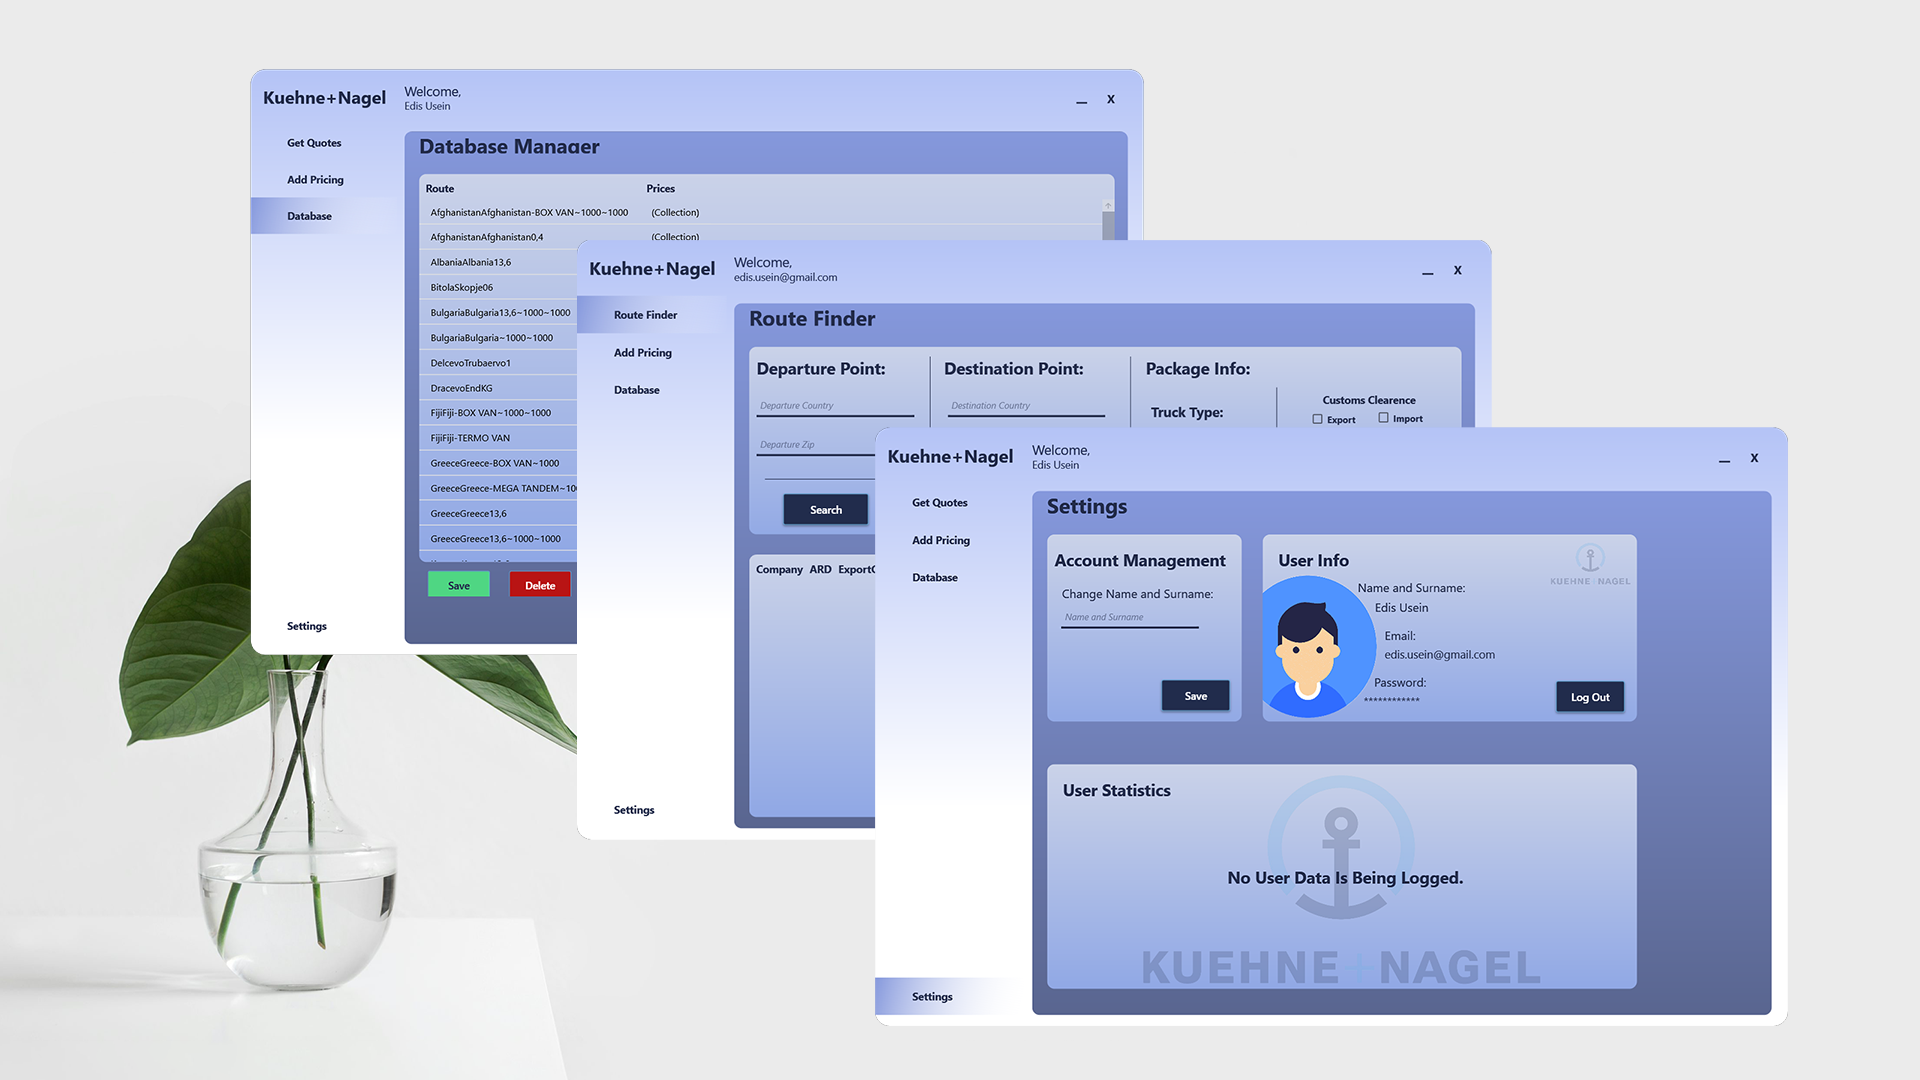 Kuehne+Nagel
Welcome,
Edis Usein
_ X
Get Quotes
Add Pricing
Database
Settings
Database Manager
Route Prices
AfghanistanAfghanistan-BOX VAN~1000~1000 (Collection)
AfghanistanAfghanistan0,4 (Collection)
AlbaniaAlbania13,6
BitolaSkopje06
BulgariaBulgaria13,6~1000~1000
BulgariaBulgaria~1000~1000
DelcevoTrubaervo1
DracevoEndKG
FijiFiji-BOX VAN~1000~1000
FijiFiji-TERMO VAN
GreeceGreece-BOX VAN~1000
GreeceGreece-MEGA TANDEM~10
GreeceGreece13,6
GreeceGreece13,6~1000~1000
Save Delete
Kuehne+Nagel
Welcome,
edis.usein@gmail.com
_ X
Route Finder
Add Pricing
Database
Settings
Route Finder
Departure Point:
Departure Country
Departure Zip
Search
Destination Point:
Destination Country
Package Info:
Truck Type:
Customs Clearence
Export Import
Company ARD Export
Kuehne+Nagel
Welcome,
Edis Usein
_ X
Get Quotes
Add Pricing
Database
Settings
Settings
Account Management
Change Name and Surname:
Name and Surname
Save
User Info
KUEHNE+NAGEL
Name and Surname:
Edis Usein
Email:
edis.usein@gmail.com
Password:
************
Log Out
User Statistics
No User Data Is Being Logged.
KUEHNE+NAGEL